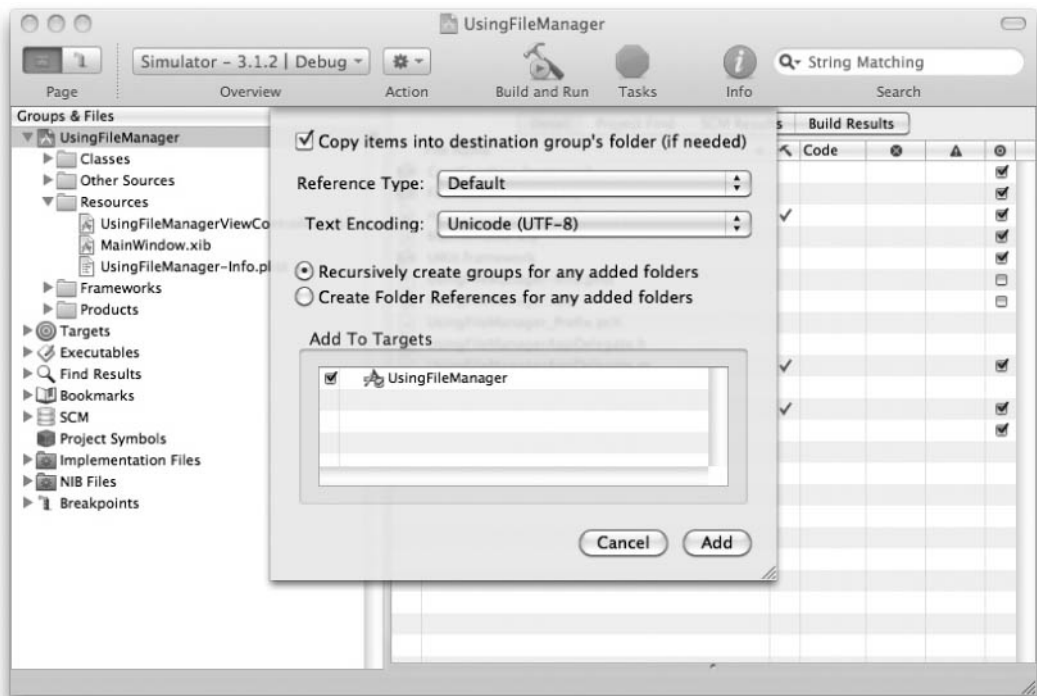 UsingFileManager
Simulator – 3.1.2 | Debug
String Matching
Page
Overview
Action
Build and Run
Tasks
Info
Search
Groups & Files
UsingFileManager
Classes
Other Sources
Resources
UsingFileManagerViewCo
MainWindow.xib
UsingFileManager-Info.p
Frameworks
Products
Targets
Executables
Find Results
Bookmarks
SCM
Project Symbols
Implementation Files
NIB Files
Breakpoints
Copy items into destination group's folder (if needed)
Reference Type: Default
Text Encoding: Unicode (UTF-8)
Recursively create groups for any added folders
Create Folder References for any added folders
Add To Targets
UsingFileManager
Cancel
Add
Build Results
Code